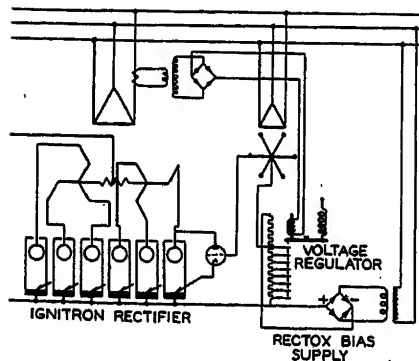 VOLTAGE
REGULATOR
IGNITRON RECTIFIER
+ -
RECTOX BIAS
SUPPLY